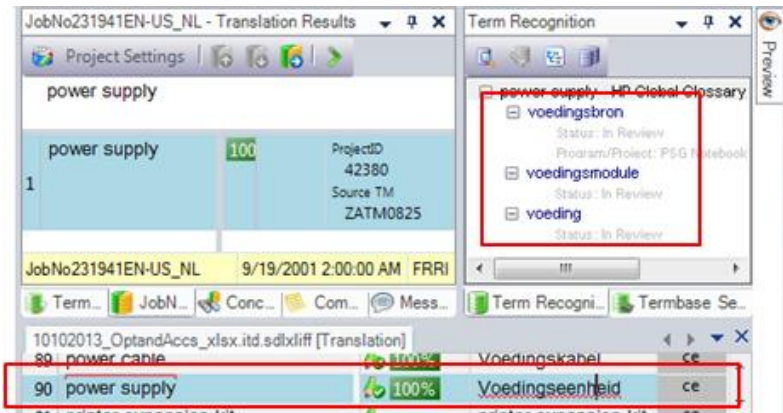 JobNo231941EN-US_NL - Translation Results
Project Settings
power supply
power supply
100
ProjectID
42380
Source TM
ZATM0825
1
JobNo231941EN-US_NL 9/19/2001 2:00:00 AM FRRI
Term... JobN... Conc... Com... Mess...
Term Recognition
power supply HP Global Glossary
voedingsbron
Status: In Review
Program/Project: PSG Notebook
voedingsmodule
Status: In Review
voeding
Status: In Review
Term Recogni... Termbase Se...
Preview
10102013_OptandAccs_xlsx.itd.sdlxliff [Translation]
89 power cable 100% Voedingskabel ce
90 power supply 100% Voedingseenheid ce